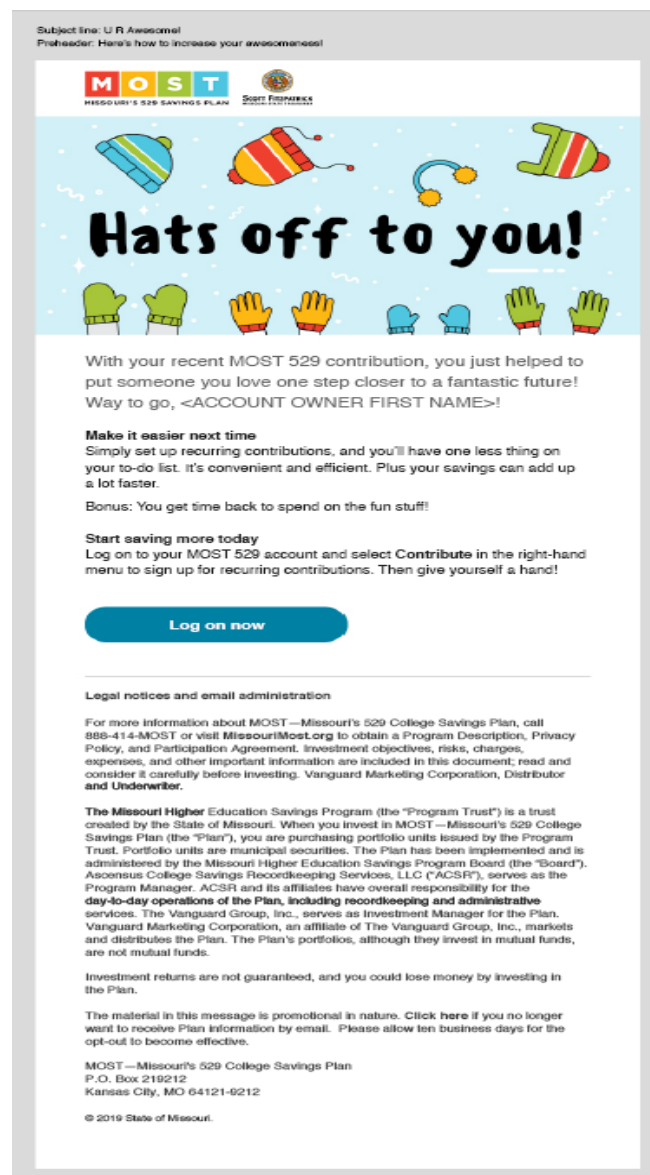 Subject line: U R Awesome!
Preheader: Here's how to increase your awesomeness!
MOST
MISSOURI'S 529 SAVINGS PLAN
SCOTT FITZPATRICK
MISSOURI STATE TREASURER
Hats off to you!
With your recent MOST 529 contribution, you just helped to
put someone you love one step closer to a fantastic future!
Way to go, <ACCOUNT OWNER FIRST NAME>!
Make it easier next time
Simply set up recurring contributions, and you'll have one less thing on
your to-do list. It's convenient and efficient. Plus your savings can add up
a lot faster.
Bonus: You get time back to spend on the fun stuff!
Start saving more today
Log on to your MOST 529 account and select Contribute in the right-hand
menu to sign up for recurring contributions. Then give yourself a hand!
Log on now
Legal notices and email administration
For more information about MOST—Missouri's 529 College Savings Plan, call
888-414-MOST or visit MissouriMost.org to obtain a Program Description, Privacy
Policy, and Participation Agreement. Investment objectives, risks, charges,
expenses, and other important information are included in this document; read and
consider it carefully before investing. Vanguard Marketing Corporation, Distributor
and Underwriter.
The Missouri Higher Education Savings Program (the "Program Trust") is a trust
created by the State of Missouri. When you invest in MOST—Missouri's 529 College
Savings Plan (the "Plan"), you are purchasing portfolio units issued by the Program
Trust. Portfolio units are municipal securities. The Plan has been implemented and is
administered by the Missouri Higher Education Savings Program Board (the "Board").
Ascensus College Savings Recordkeeping Services, LLC ("ACSR"), serves as the
Program Manager. ACSR and its affiliates have overall responsibility for the
day-to-day operations of the Plan, including recordkeeping and administrative
services. The Vanguard Group, Inc., serves as Investment Manager for the Plan.
Vanguard Marketing Corporation, an affiliate of The Vanguard Group, Inc., markets
and distributes the Plan. The Plan's portfolios, although they invest in mutual funds,
are not mutual funds.
Investment returns are not guaranteed, and you could lose money by investing in
the Plan.
The material in this message is promotional in nature. Click here if you no longer
want to receive Plan information by email. Please allow ten business days for the
opt-out to become effective.
MOST—Missouri's 529 College Savings Plan
P.O. Box 219212
Kansas City, MO 64121-9212
© 2019 State of Missouri.